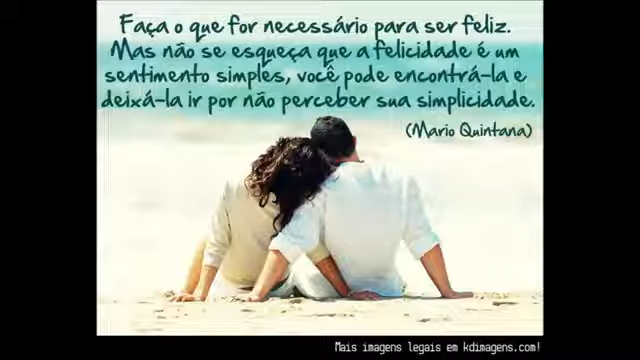 Faça o que for necessário para ser feliz.
Mas não se esqueça que a felicidade é um
sentimento simples, você pode encontrá-la e
deixá-la ir por não perceber sua simplicidade.
(Mario Quintana)
Mais imagens legais em kdimagens.com!